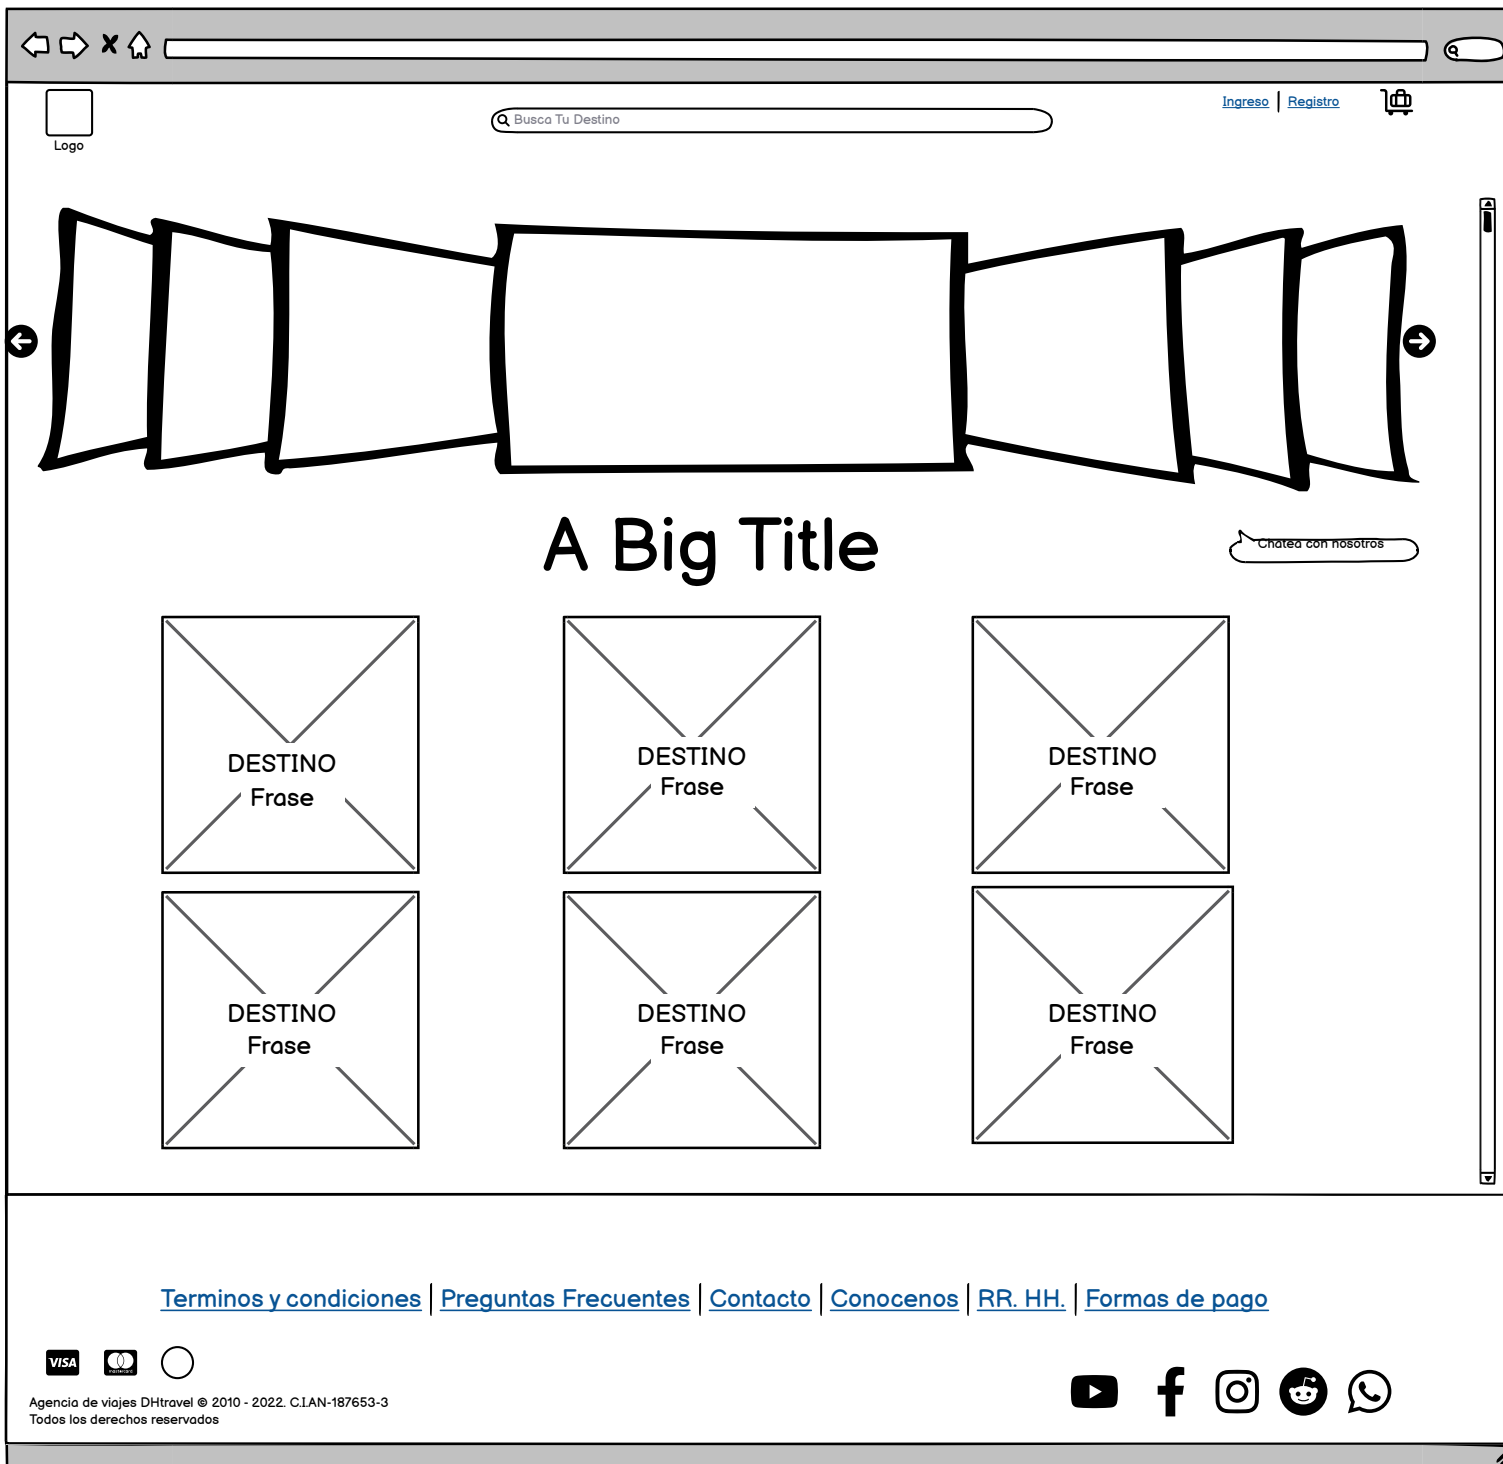 Logo
Busca Tu Destino
Ingreso | Registro
A Big Title
Chatea con nosotros
DESTINO
Frase
DESTINO
Frase
DESTINO
Frase
DESTINO
Frase
DESTINO
Frase
DESTINO
Frase
Terminos y condiciones | Preguntas Frecuentes | Contacto | Conocenos | RR. HH. | Formas de pago
VISA
mastercard
Agencia de viajes DHtravel © 2010 - 2022. C.I.AN-187653-3
Todos los derechos reservados